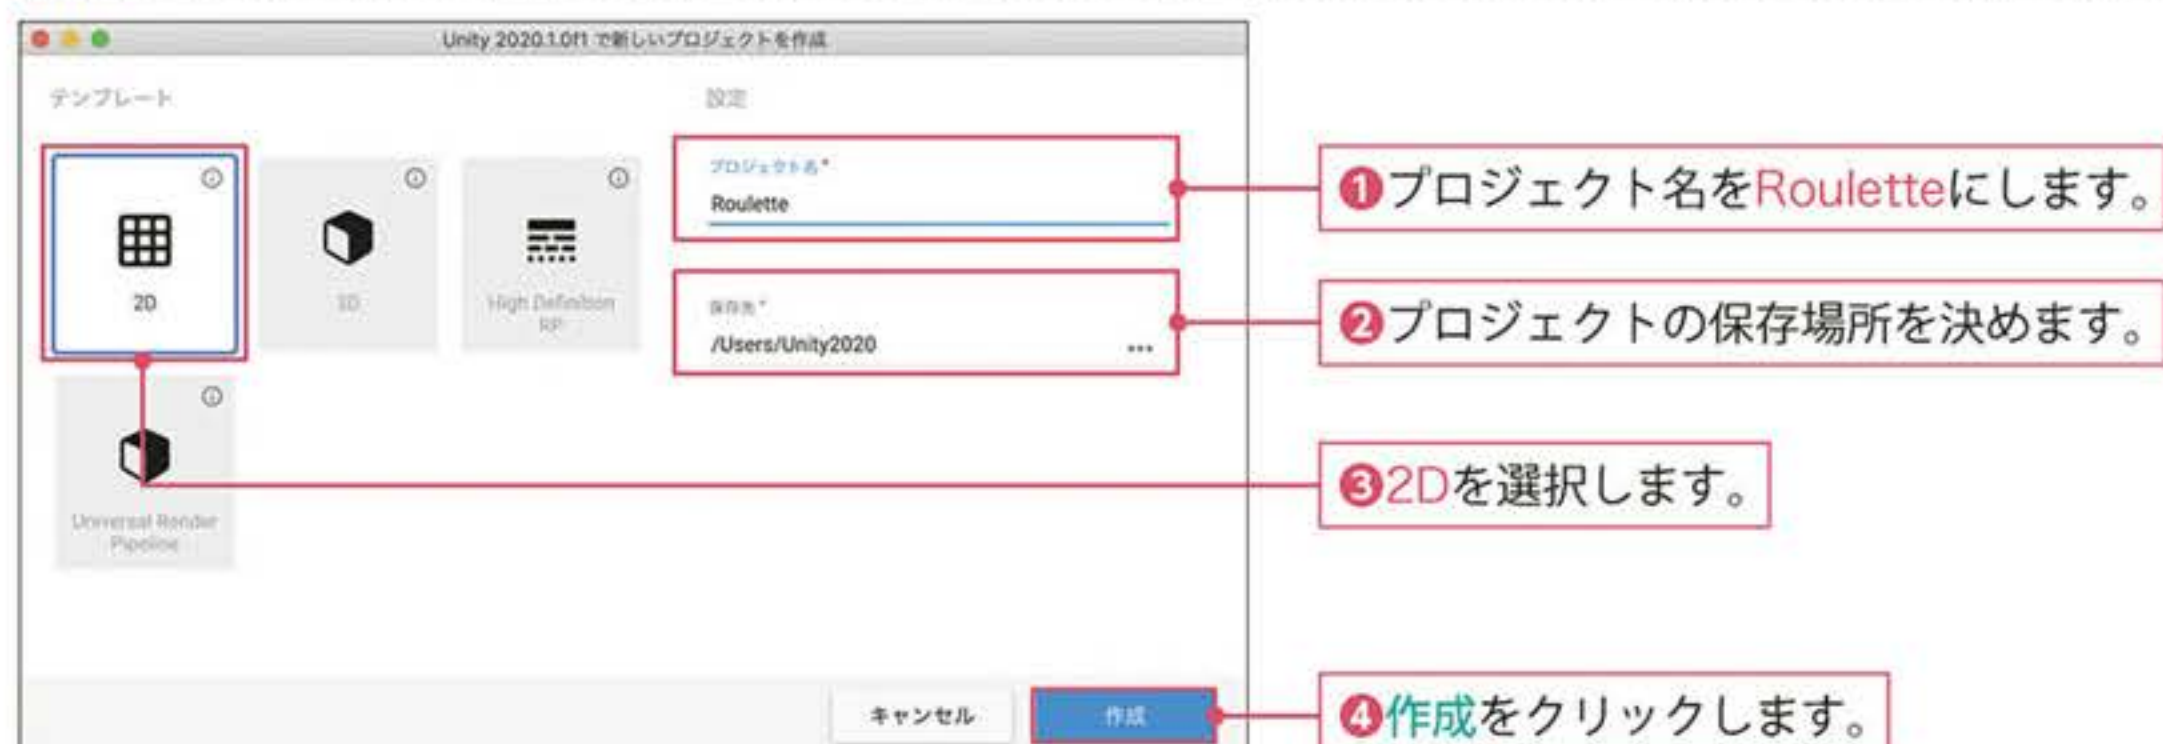 Unity 2020.1.0f1 で新しいプロジェクトを作成
テンプレート
設定
2D
3D
High Definition
RP
Universal Render
Pipeline
プロジェクト名*
Roulette
保存先*
/Users/Unity2020
キャンセル
作成
❶プロジェクト名をRouletteにします。
❷プロジェクトの保存場所を決めます。
❸2Dを選択します。
❹作成をクリックします。